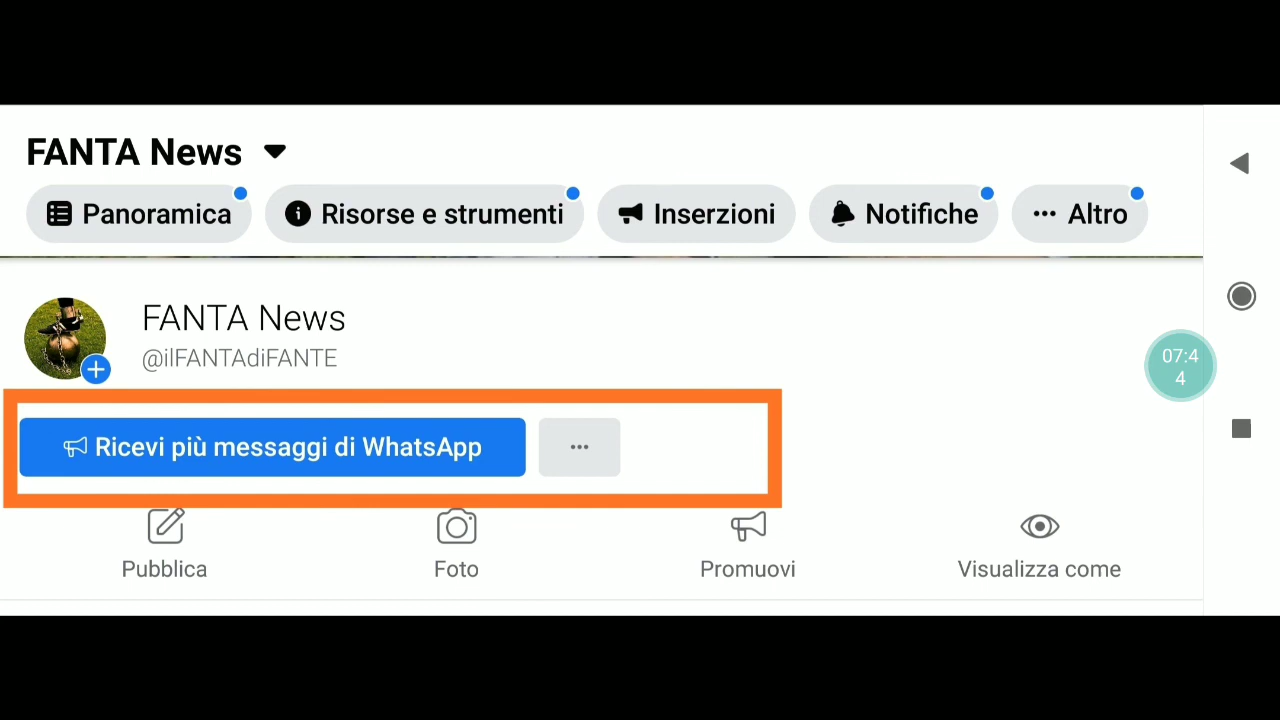 FANTA News
Panoramica
Risorse e strumenti
Inserzioni
Notifiche
Altro
FANTA News
@ilFANTAdiFANTE
07:4
4
Ricevi più messaggi di WhatsApp
Pubblica
Foto
Promuovi
Visualizza come